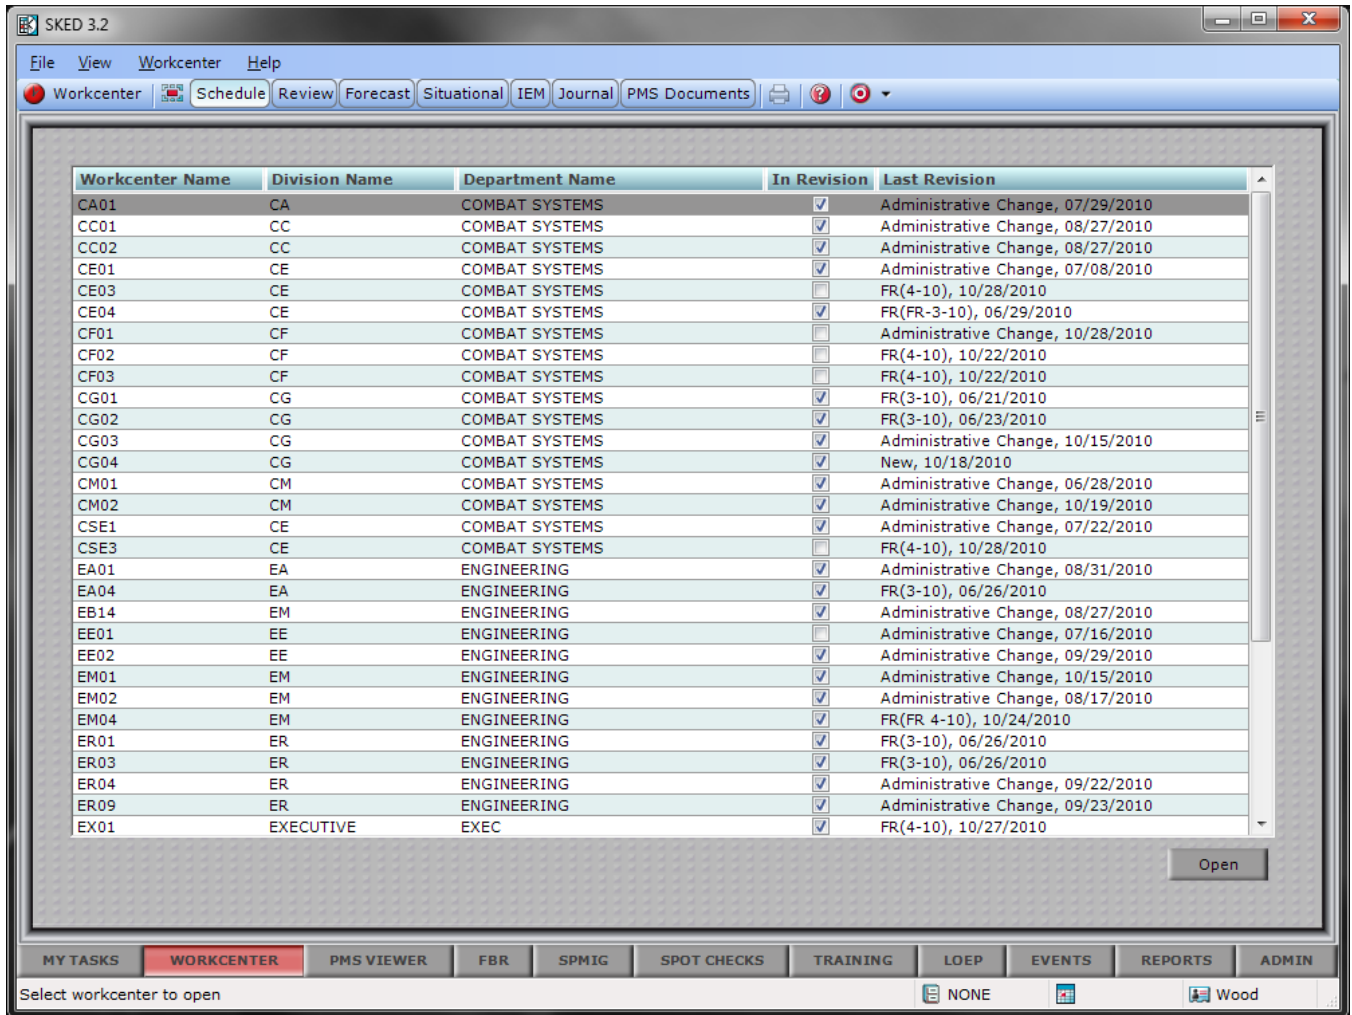 SKED 3.2
File View Workcenter Help
Workcenter Schedule Review Forecast Situational IEM Journal PMS Documents
Workcenter Name Division Name Department Name In Revision Last Revision
CA01 CA COMBAT SYSTEMS Administrative Change, 07/29/2010
CC01 CC COMBAT SYSTEMS Administrative Change, 08/27/2010
CC02 CC COMBAT SYSTEMS Administrative Change, 08/27/2010
CE01 CE COMBAT SYSTEMS Administrative Change, 07/08/2010
CE03 CE COMBAT SYSTEMS FR(4-10), 10/28/2010
CE04 CE COMBAT SYSTEMS FR(FR-3-10), 06/29/2010
CF01 CF COMBAT SYSTEMS Administrative Change, 10/28/2010
CF02 CF COMBAT SYSTEMS FR(4-10), 10/22/2010
CF03 CF COMBAT SYSTEMS FR(4-10), 10/22/2010
CG01 CG COMBAT SYSTEMS FR(3-10), 06/21/2010
CG02 CG COMBAT SYSTEMS FR(3-10), 06/23/2010
CG03 CG COMBAT SYSTEMS Administrative Change, 10/15/2010
CG04 CG COMBAT SYSTEMS New, 10/18/2010
CM01 CM COMBAT SYSTEMS Administrative Change, 06/28/2010
CM02 CM COMBAT SYSTEMS Administrative Change, 10/19/2010
CSE1 CE COMBAT SYSTEMS Administrative Change, 07/22/2010
CSE3 CE COMBAT SYSTEMS FR(4-10), 10/28/2010
EA01 EA ENGINEERING Administrative Change, 08/31/2010
EA04 EA ENGINEERING FR(3-10), 06/26/2010
EB14 EM ENGINEERING Administrative Change, 08/27/2010
EE01 EE ENGINEERING Administrative Change, 07/16/2010
EE02 EE ENGINEERING Administrative Change, 09/29/2010
EM01 EM ENGINEERING Administrative Change, 10/15/2010
EM02 EM ENGINEERING Administrative Change, 08/17/2010
EM04 EM ENGINEERING FR(FR 4-10), 10/24/2010
ER01 ER ENGINEERING FR(3-10), 06/26/2010
ER03 ER ENGINEERING FR(3-10), 06/26/2010
ER04 ER ENGINEERING Administrative Change, 09/22/2010
ER09 ER ENGINEERING Administrative Change, 09/23/2010
EX01 EXECUTIVE EXEC FR(4-10), 10/27/2010
Open
MY TASKS WORKCENTER PMS VIEWER FBR SPMIG SPOT CHECKS TRAINING LOEP EVENTS REPORTS ADMIN
Select workcenter to open NONE Wood